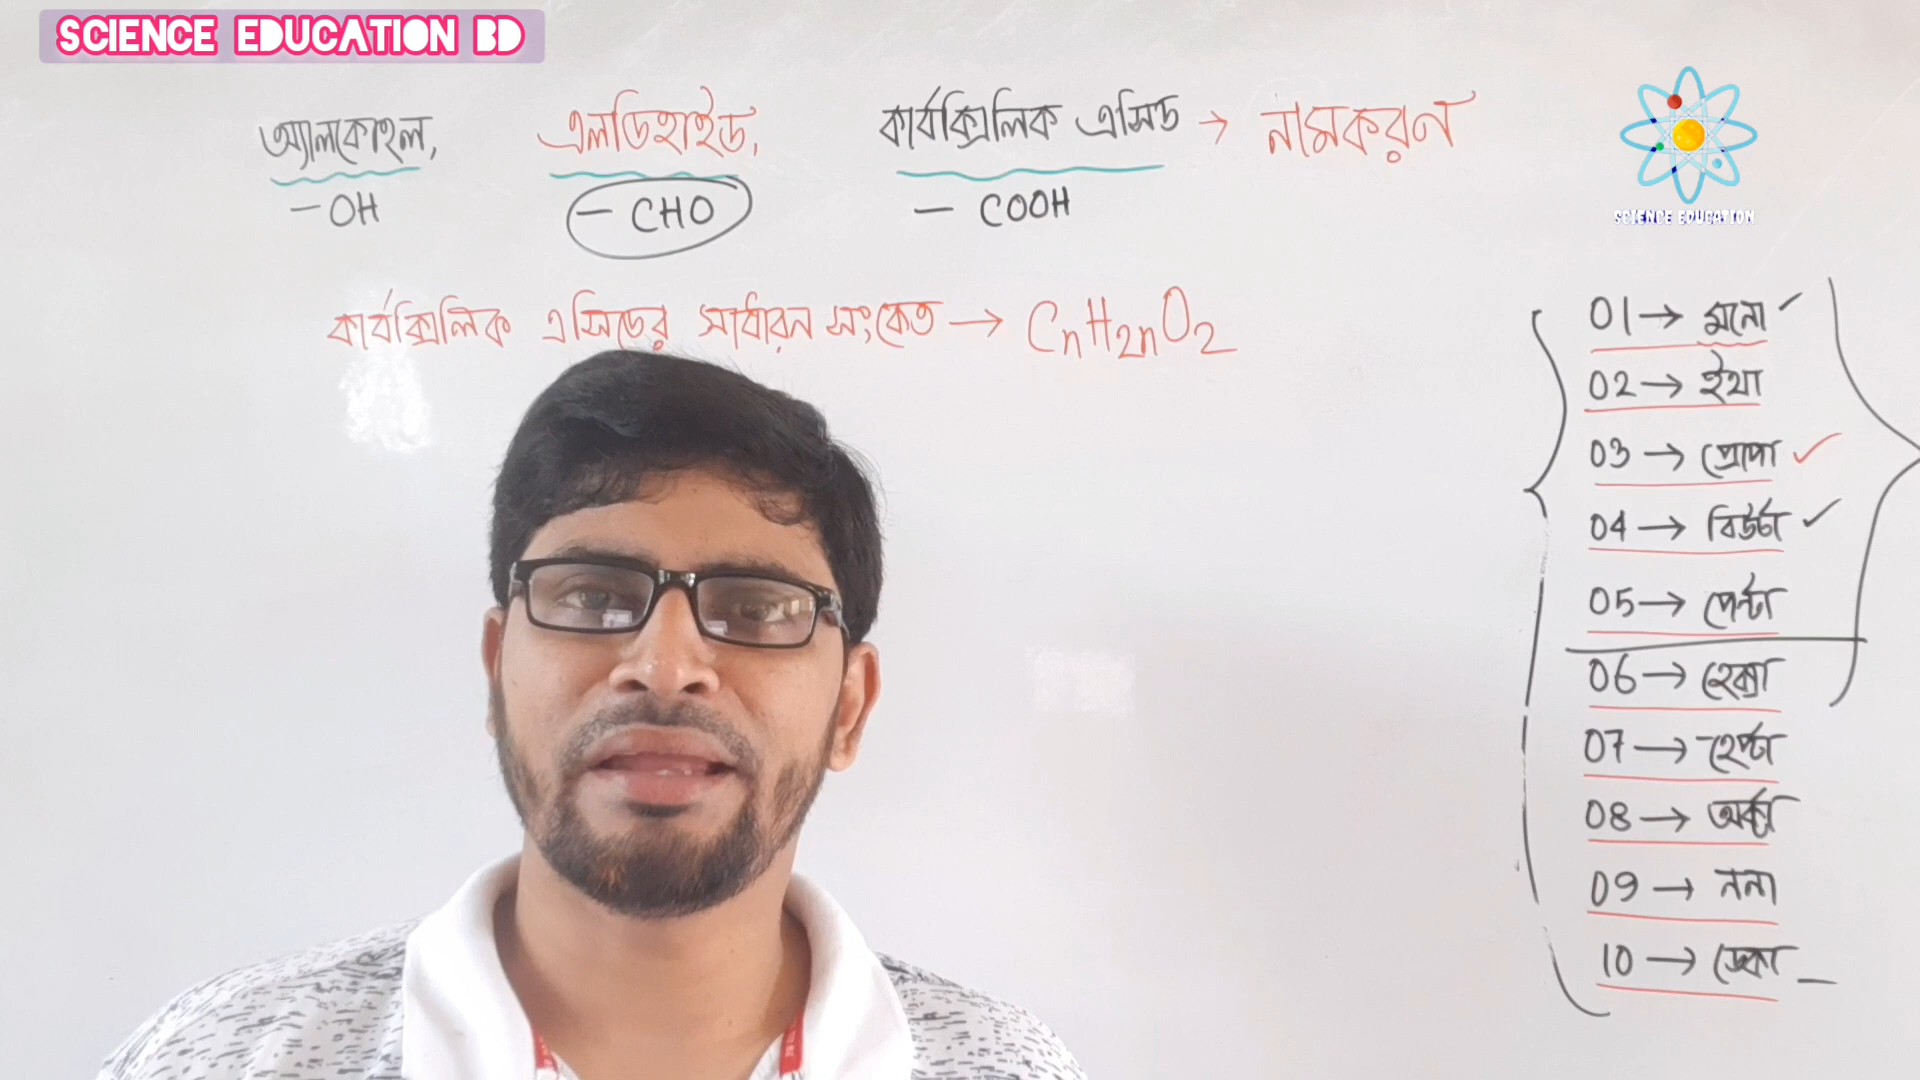 SCIENCE EDUCATION BD
অ্যালকোহল, এলডিহাইড, কার্বক্সিলিক এসিড → নামকরণ
— OH — CHO — COOH
SCIENCE EDUCATION
কার্বক্সিলিক এসিডের সাধারন সংকেত → CnH2nO2
01 → মনো ✓
02 → ইথা
03 → প্রোপা ✓
04 → বিউটা ✓
05 → পেন্টা
06 → হেক্সা
07 → হেপ্টা
08 → অক্টা
09 → ননা
10 → ডেকা —